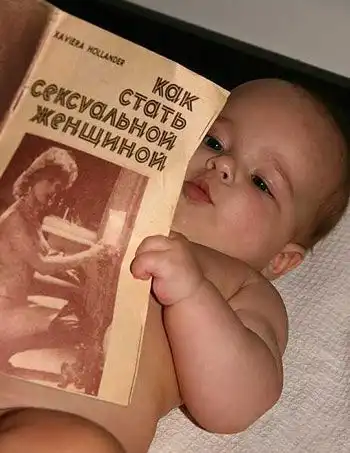 XAVIERA HOLLANDER
как
стать
сексуальной
женщиной